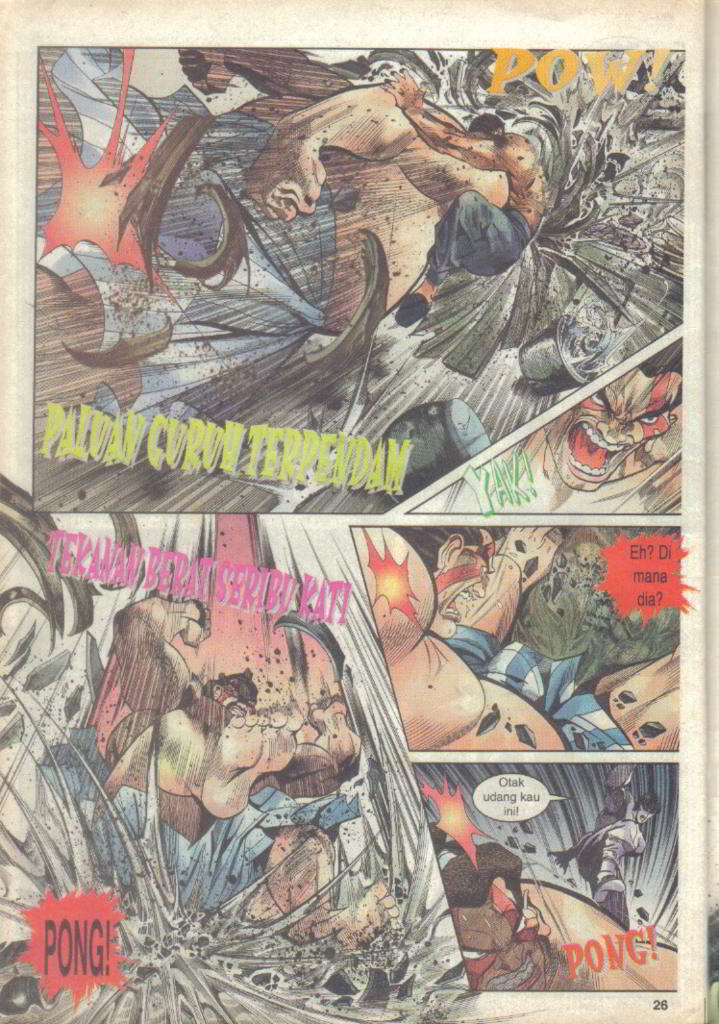 POW!
PALUAN GURUH TERPENDAM
YAK!
TEKANAN BERAT SERIBU KATI
Eh? Di
mana
dia?
Otak
udang kau
ini!
PONG!
PONG!
26